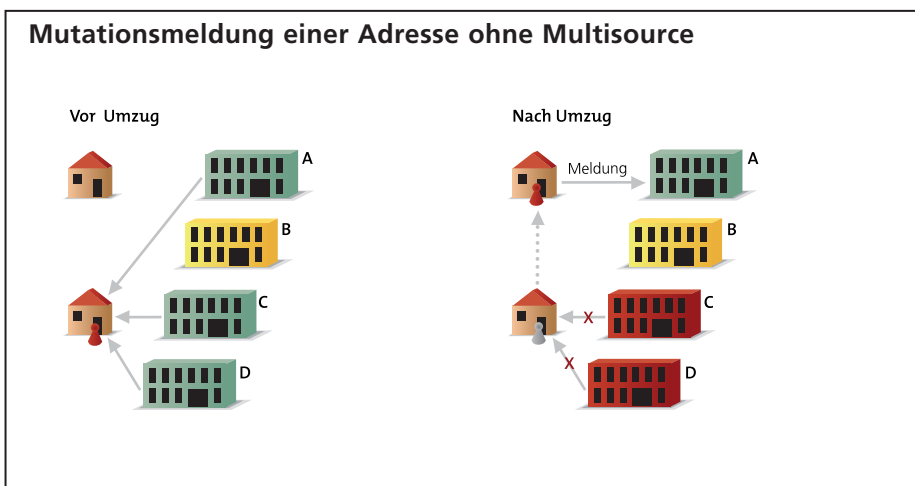 Mutationsmeldung einer Adresse ohne Multisource
Vor Umzug
A
B
C
D
Nach Umzug
Meldung
A
B
C
X
D
X